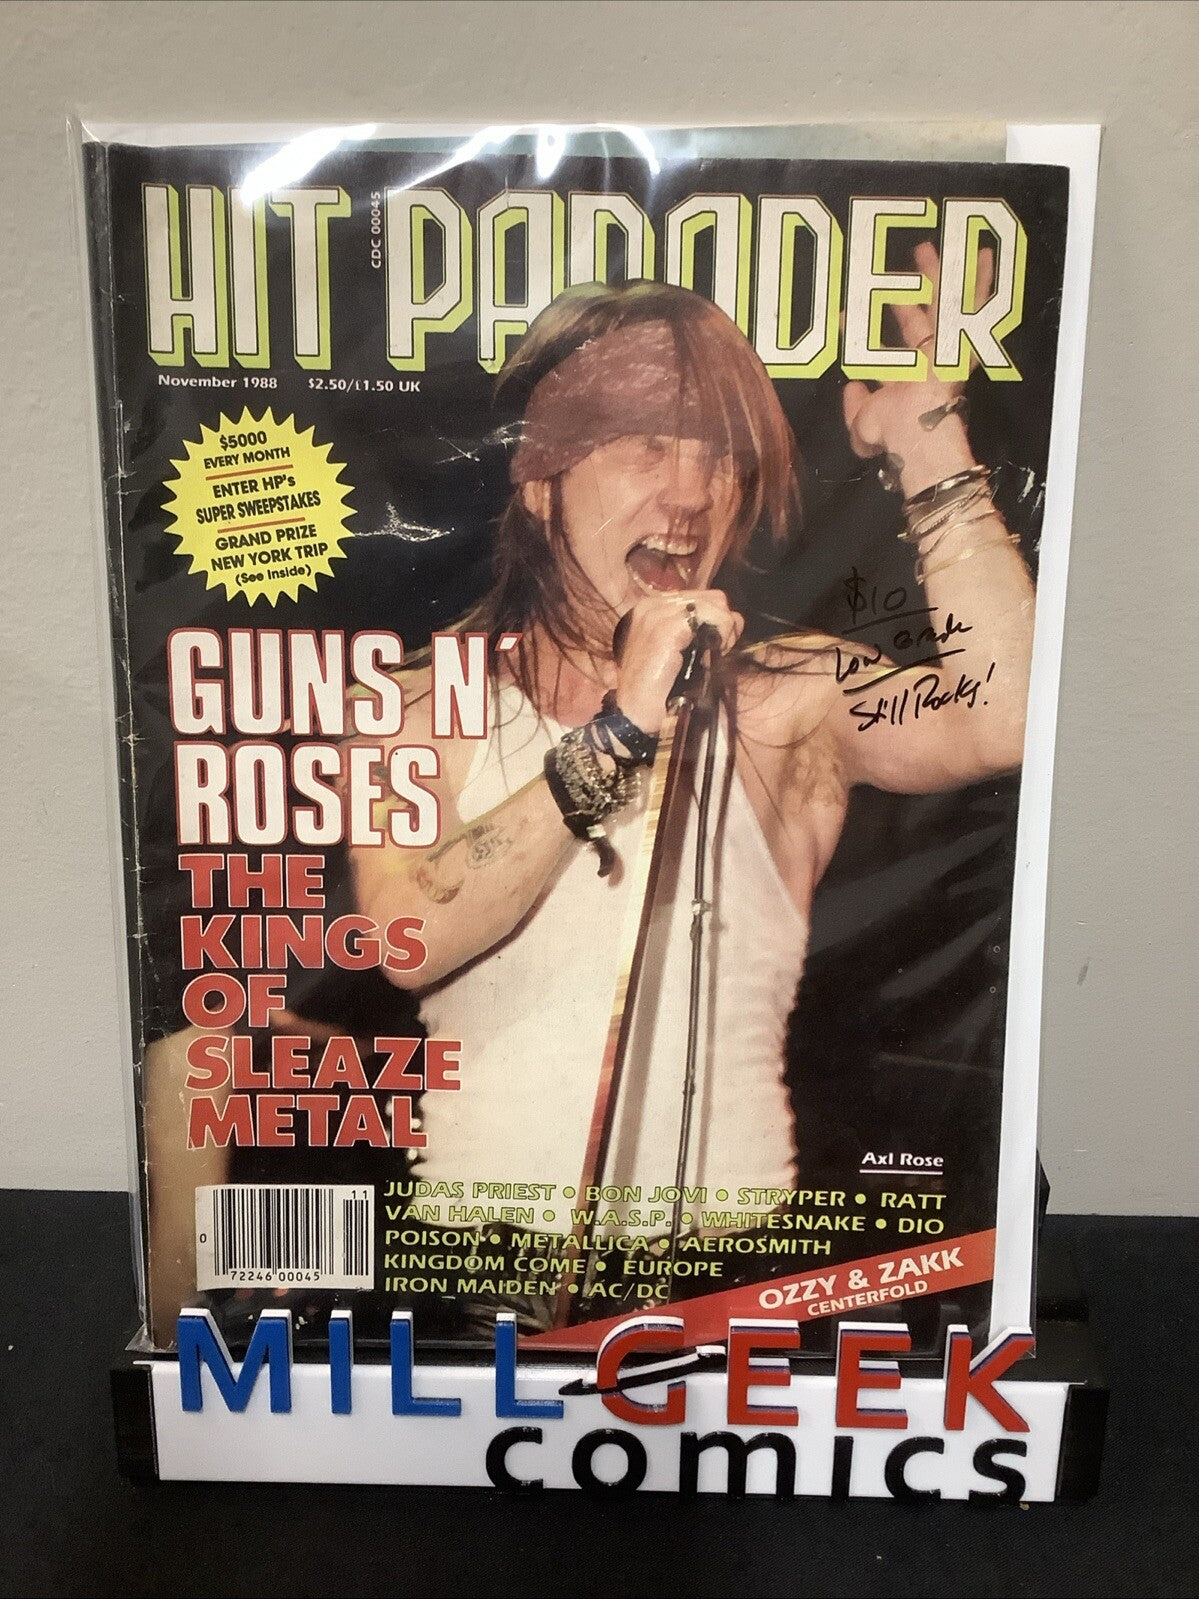 HIT PARADER
CDC 00045
November 1988 $2.50/£1.50 UK
$5000
EVERY MONTH
ENTER HP's
SUPER SWEEPSTAKES
GRAND PRIZE
NEW YORK TRIP
(See Inside)
$10
Low Grade
Still Rocks!
GUNS N'
ROSES
THE
KINGS
OF
SLEAZE
METAL
Axl Rose
JUDAS PRIEST • BON JOVI • STRYPER • RATT
VAN HALEN • W.A.S.P. • WHITESNAKE • DIO
POISON • METALLICA • AEROSMITH
KINGDOM COME • EUROPE
IRON MAIDEN • AC/DC
OZZY & ZAKK
CENTERFOLD
11
0 72246 00045
MILLGEEK
comics